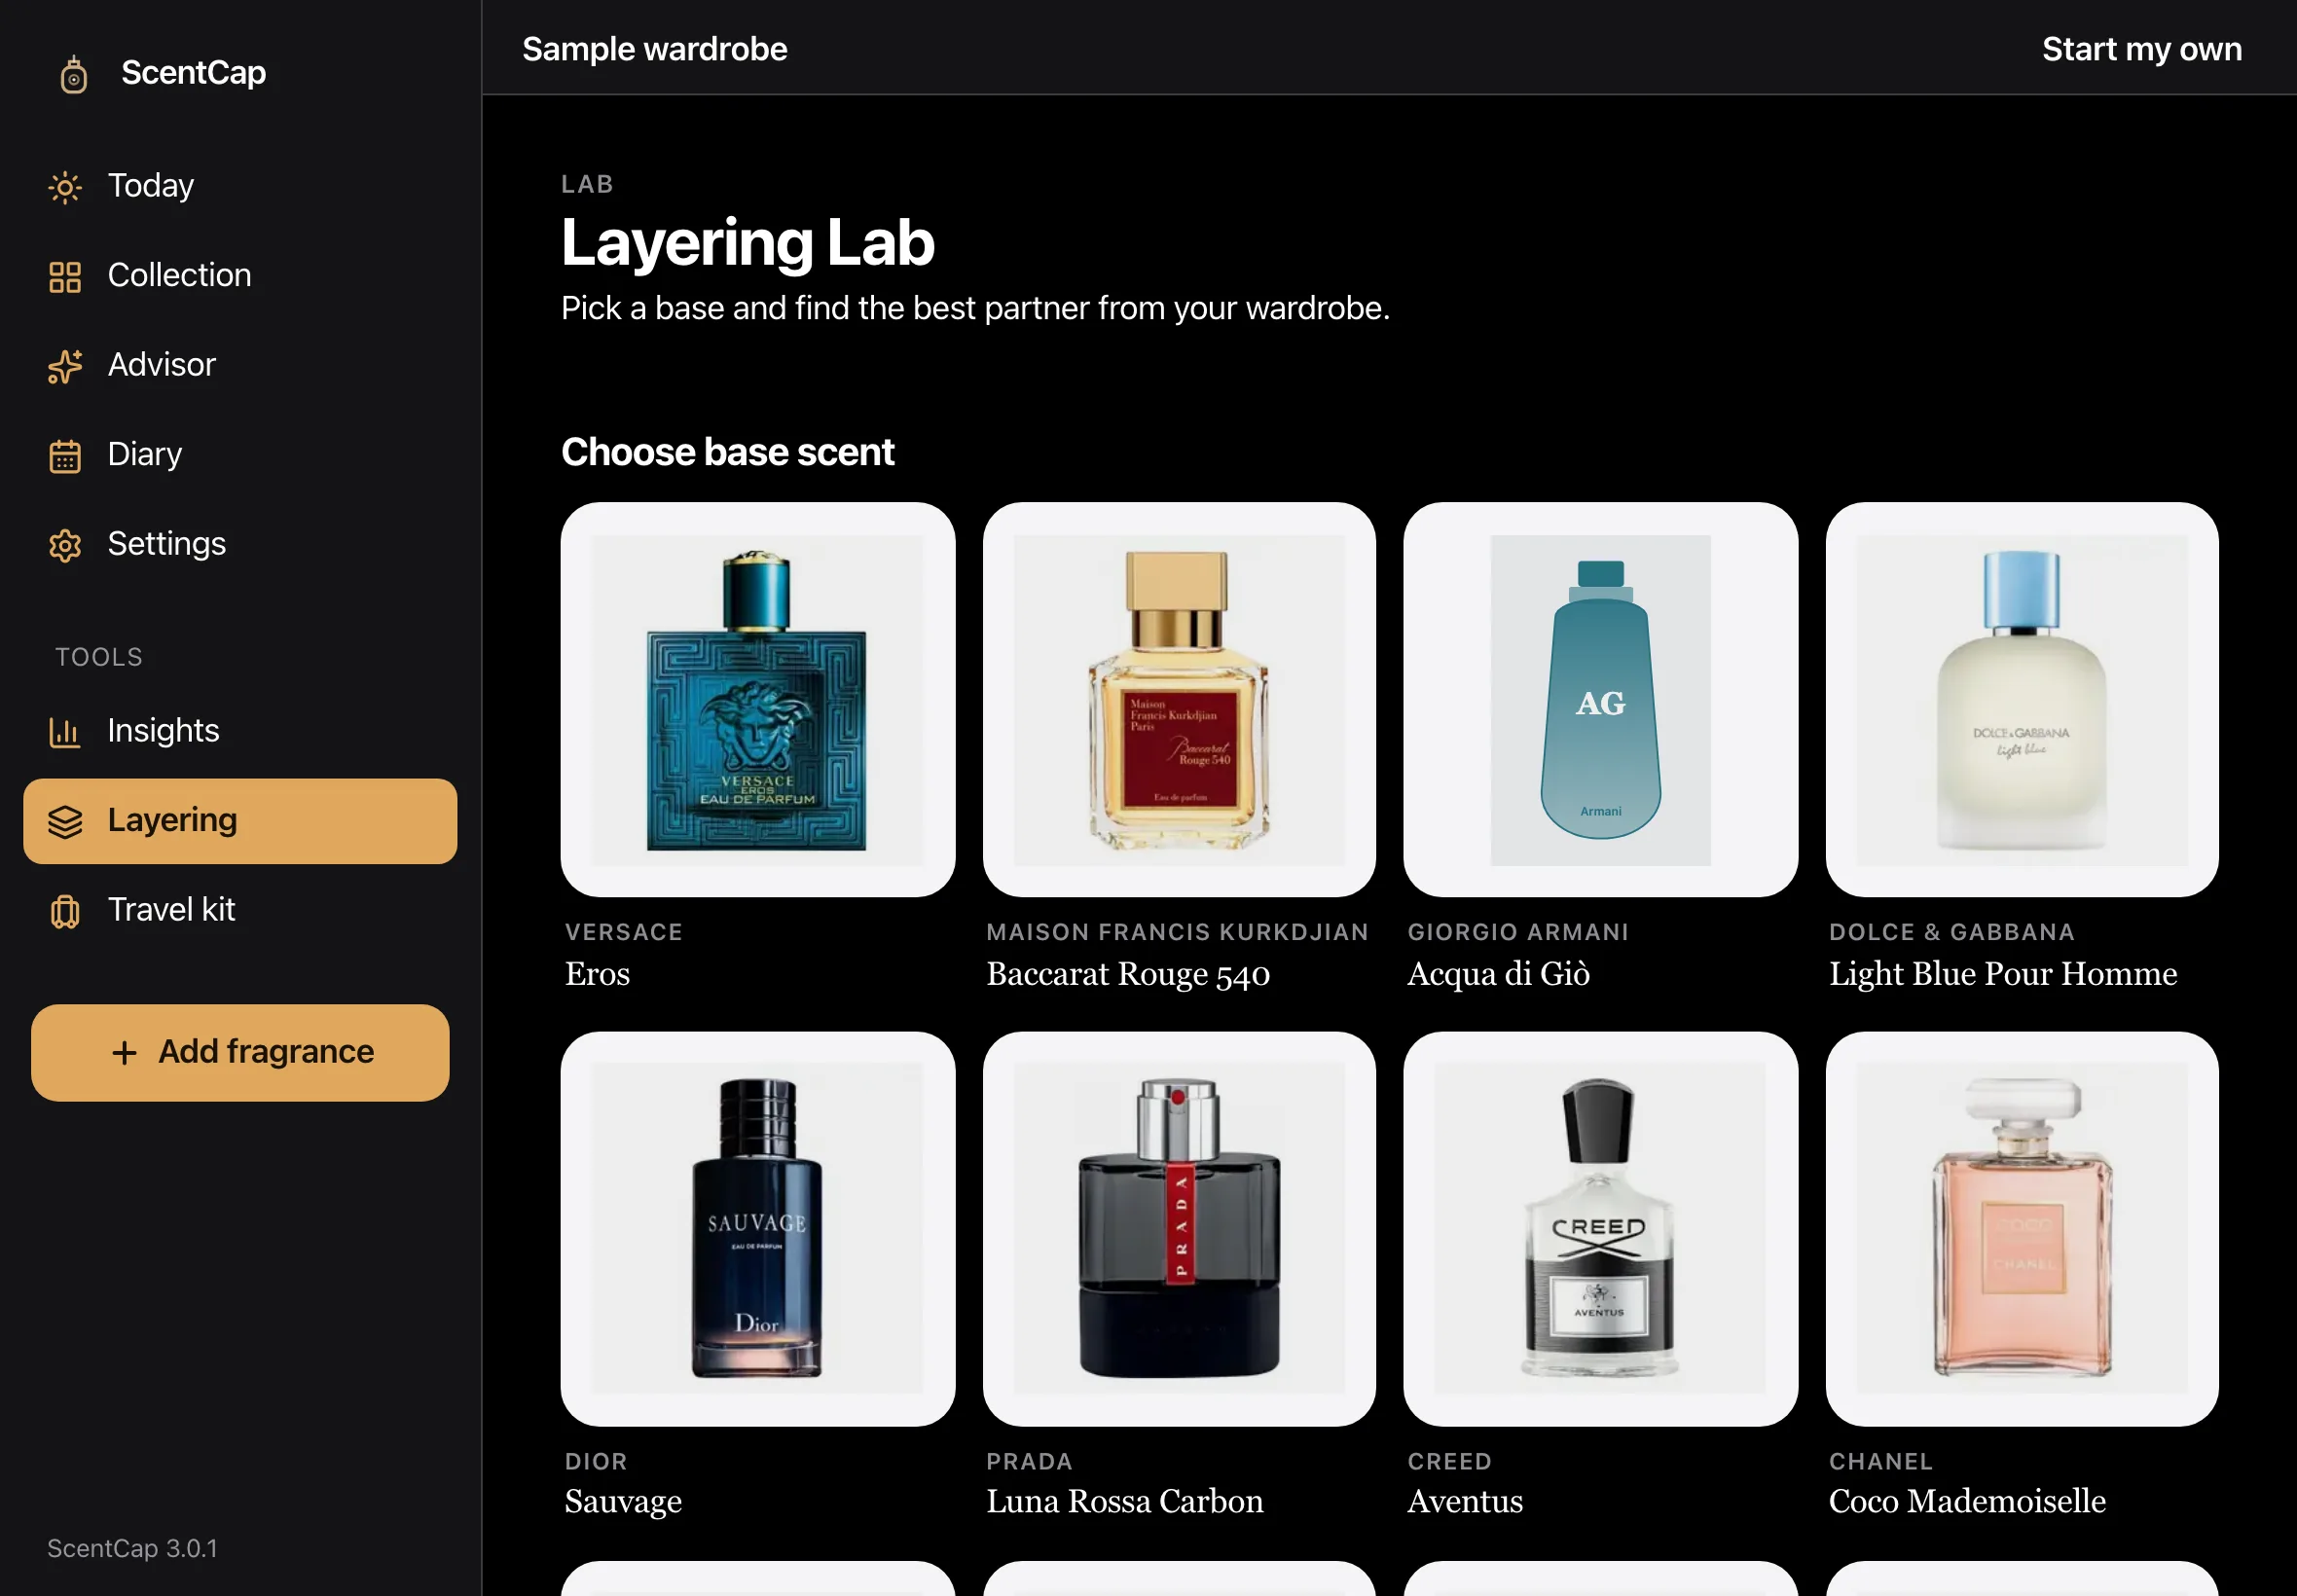 ScentCap
Today
Collection
Advisor
Diary
Settings
TOOLS
Insights
Layering
Travel kit
+ Add fragrance
ScentCap 3.0.1
Sample wardrobe
Start my own
LAB
Layering Lab
Pick a base and find the best partner from your wardrobe.
Choose base scent
VERSACE
EROS
EAU DE PARFUM
Maison
Francis Kurkdjian
Paris
Baccarat
Rouge 540
Eau de parfum
AG
Armani
DOLCE & GABBANA
light blue
VERSACE
Eros
MAISON FRANCIS KURKDJIAN
Baccarat Rouge 540
GIORGIO ARMANI
Acqua di Giò
DOLCE & GABBANA
Light Blue Pour Homme
SAUVAGE
EAU DE PARFUM
Dior
PRADA
CREED
AVENTUS
COCO
CHANEL
DIOR
Sauvage
PRADA
Luna Rossa Carbon
CREED
Aventus
CHANEL
Coco Mademoiselle